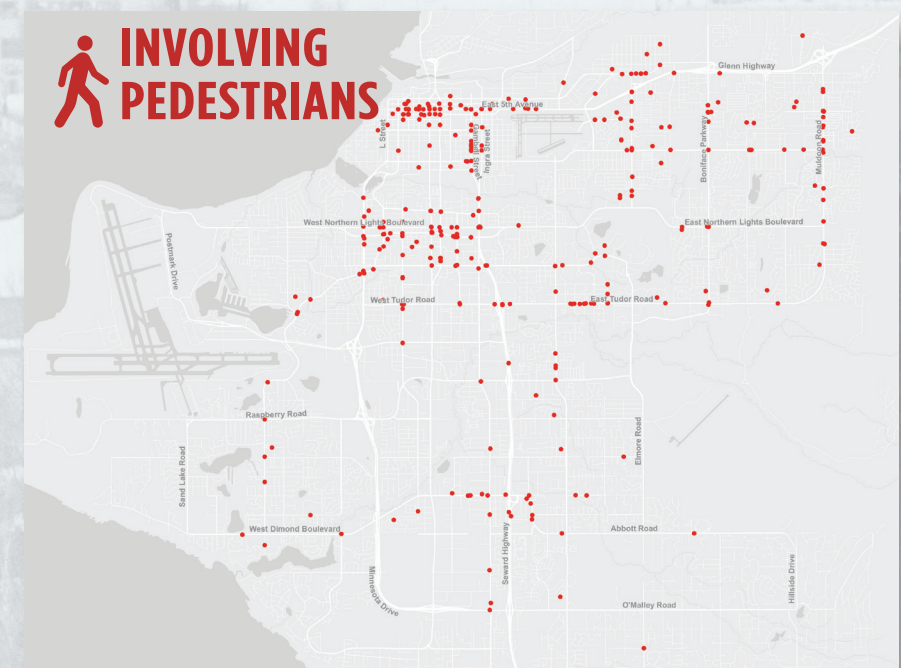 INVOLVING
PEDESTRIANS
Glenn Highway
East 5th Avenue
L Street
Gambell Street
Ingra Street
Boniface Parkway
Muldoon Road
West Northern Lights Boulevard
East Northern Lights Boulevard
Postmark Drive
West Tudor Road
East Tudor Road
Raspberry Road
Sand Lake Road
Elmore Road
West Dimond Boulevard
Seward Highway
Abbott Road
Minnesota Drive
Hillside Drive
O'Malley Road